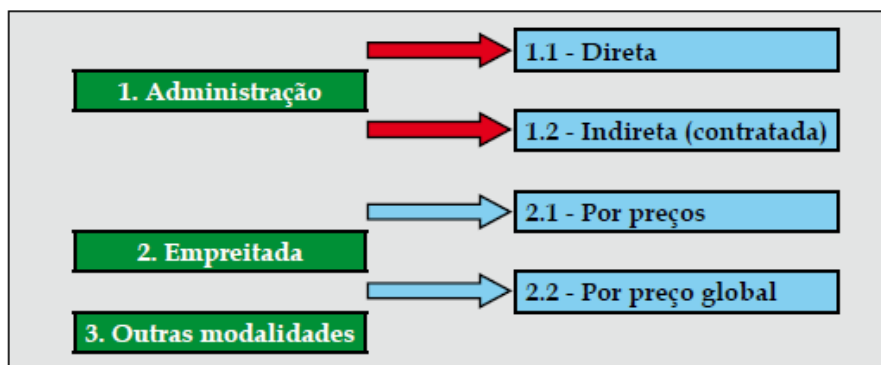 1. Administração
1.1 - Direta
1.2 - Indireta (contratada)
2. Empreitada
2.1 - Por preços
2.2 - Por preço global
3. Outras modalidades